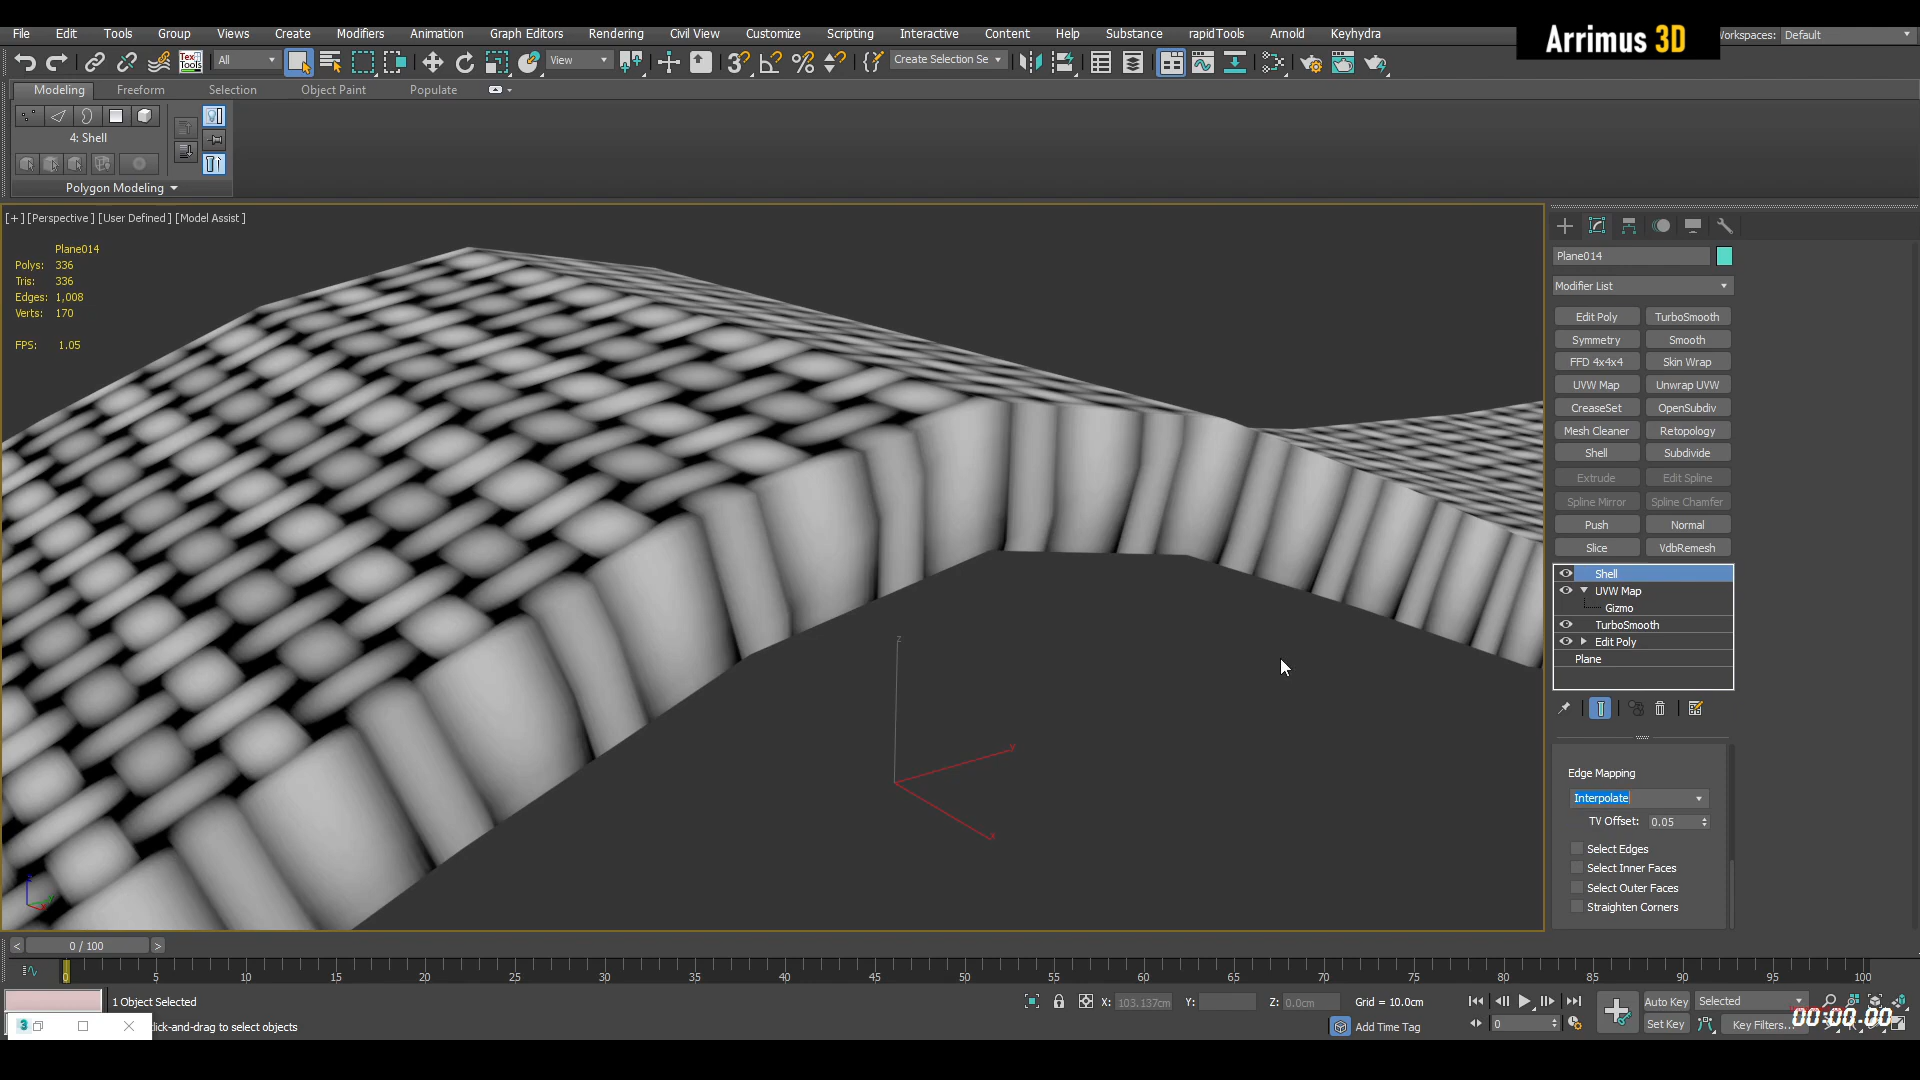 File Edit Tools Group Views Create Modifiers Animation Graph Editors Rendering Civil View Customize Scripting Interactive Content Help Substance rapidTools Arnold Keyhydra
Arrimus 3D
orkspaces: Default
Tex Tools All View Create Selection Se
Modeling Freeform Selection Object Paint Populate
4: Shell
Polygon Modeling
[+] [Perspective ] [User Defined ] [Model Assist ]
Plane014
Polys: 336
Tris: 336
Edges: 1,008
Verts: 170
FPS: 1.05
z
y
x
Plane014
Modifier List
Edit Poly TurboSmooth
Symmetry Smooth
FFD 4x4x4 Skin Wrap
UVW Map Unwrap UVW
CreaseSet OpenSubdiv
Mesh Cleaner Retopology
Shell Subdivide
Extrude Edit Spline
Spline Mirror Spline Chamfer
Push Normal
Slice VdbRemesh
Shell
UVW Map
Gizmo
TurboSmooth
Edit Poly
Plane
Edge Mapping
Interpolate
TV Offset: 0.05
Select Edges
Select Inner Faces
Select Outer Faces
Straighten Corners
< 0 / 100 >
0 5 10 15 20 25 30 35 40 45 50 55 60 65 70 75 80 85 90 95 100
1 Object Selected X: 103.137cm Y: Z: 0.0cm Grid = 10.0cm Auto Key Selected
3 click-and-drag to select objects Add Time Tag 0 Set Key Key Filters...
00:00.00